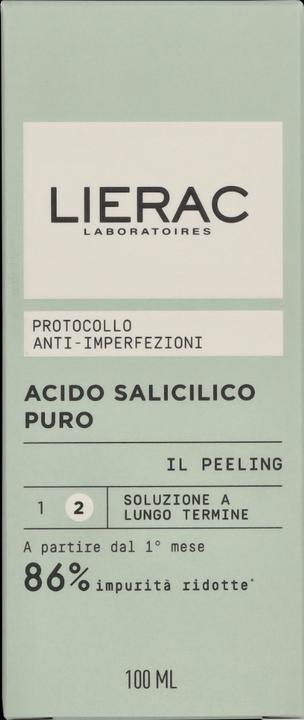 LIERAC
LABORATOIRES
PROTOCOLLO
ANTI-IMPERFEZIONI
ACIDO SALICILICO
PURO
IL PEELING
1 2 SOLUZIONE A
LUNGO TERMINE
A partire dal 1° mese
86% impurità ridotte*
100 ML